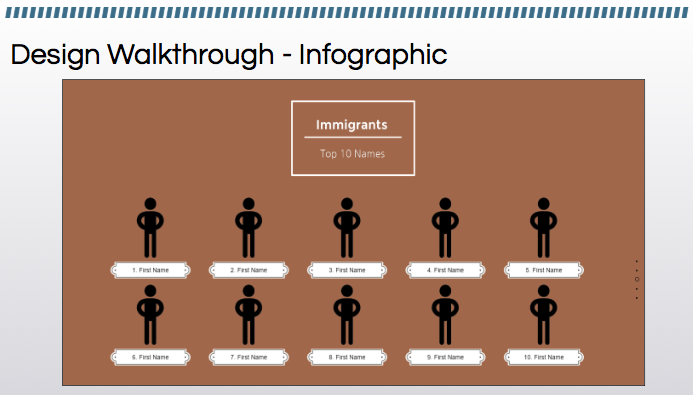 Design Walkthrough - Infographic
Immigrants
Top 10 Names
1. First Name
2. First Name
3. First Name
4. First Name
5. First Name
6. First Name
7. First Name
8. First Name
9. First Name
10. First Name